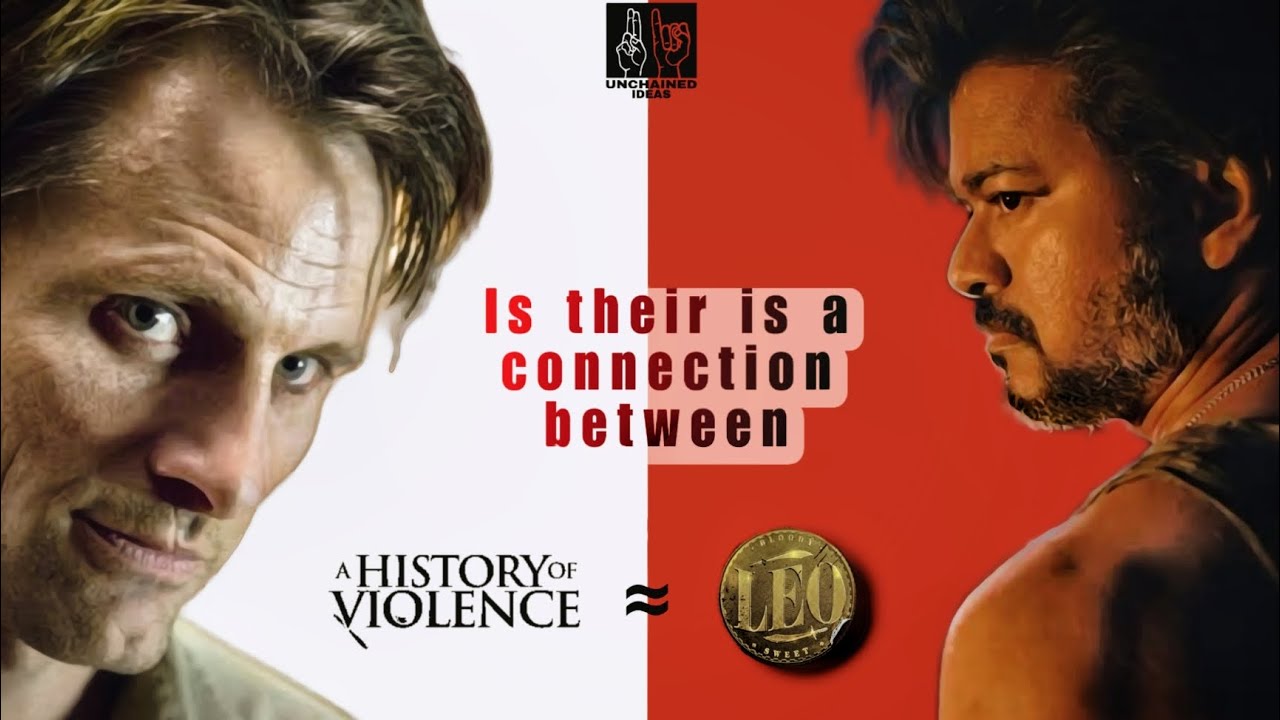 UNCHAINED
IDEAS
Is their is a
connection
between
A HISTORY OF
VIOLENCE
≈
BLOODY
LEO
SWEET